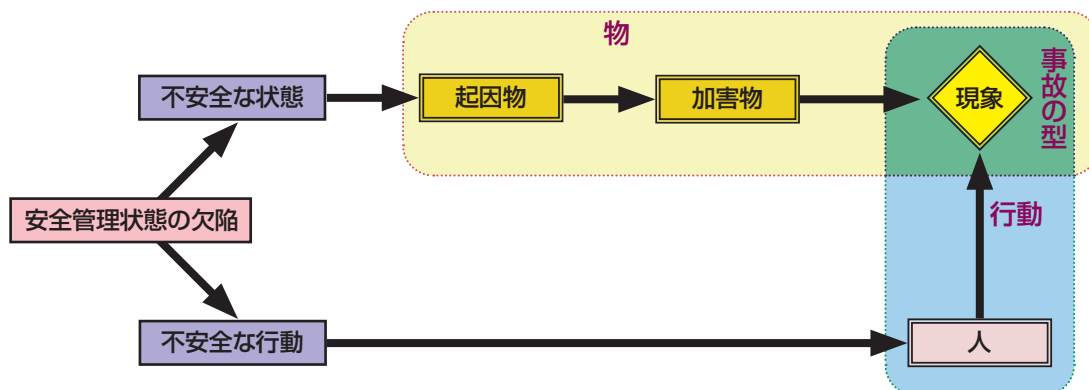 物
事故の型
不安全な状態
起因物
加害物
現象
安全管理状態の欠陥
行動
不安全な行動
人